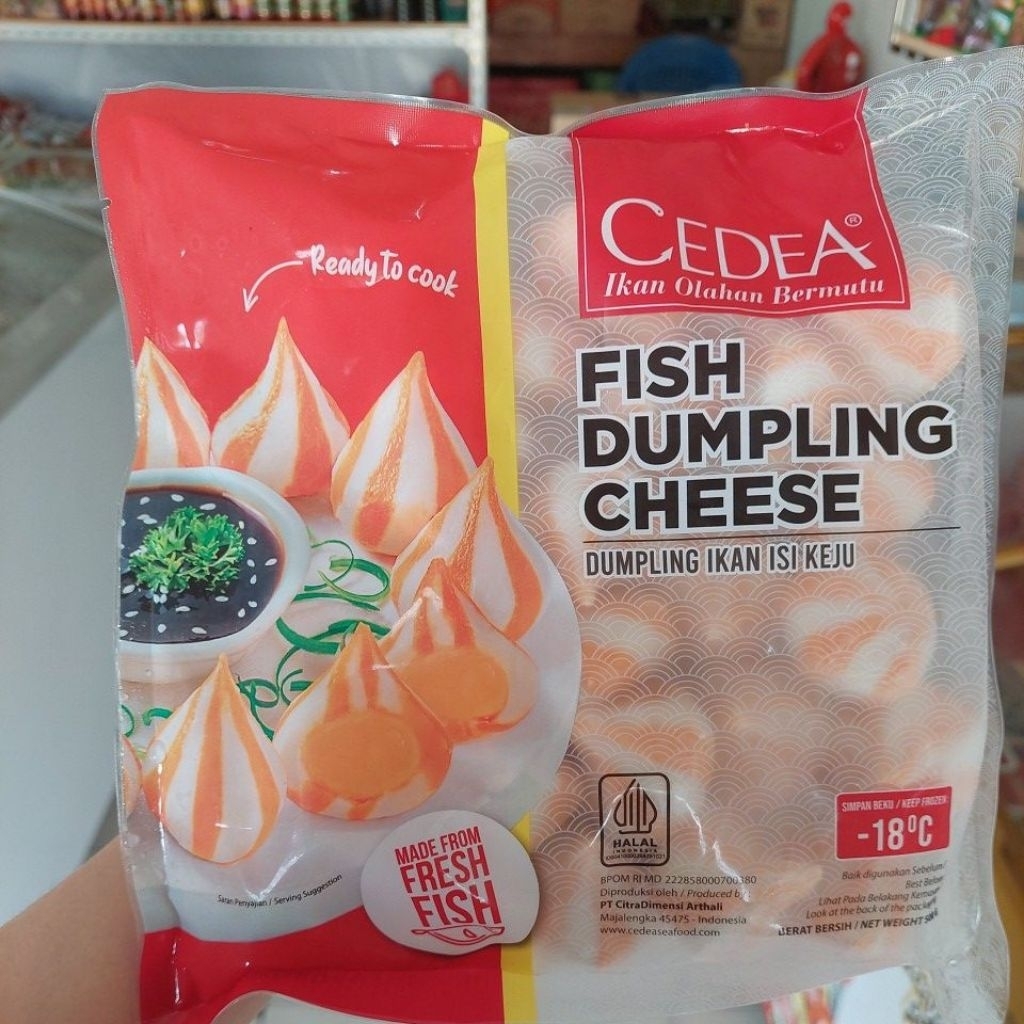 Ready to cook
CEDEA®
Ikan Olahan Bermutu
FISH
DUMPLING
CHEESE
DUMPLING IKAN ISI KEJU
HALAL
INDONESIA
SIMPAN BEKU / KEEP FROZEN
-18°C
BPOM RI MD 222858000700380
Diproduksi oleh / Produced by
PT CitraDimensi Arthali
Majalengka 45475 - Indonesia
www.cedeaseafood.com
Baik digunakan Sebelum/
Best Before
Lihat Pada Belakang
Look at the back of the
BERAT BERSIH / NET WEIGHT
MADE FROM
FRESH
FISH
Saran Penyajian / Serving Suggestion